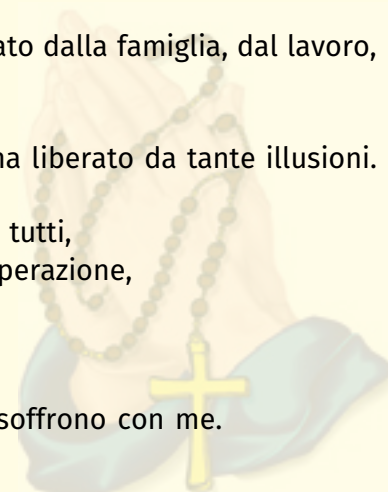 ato dalla famiglia, dal lavoro,
na liberato da tante illusioni.
tutti,
perazione,
soffrono con me.